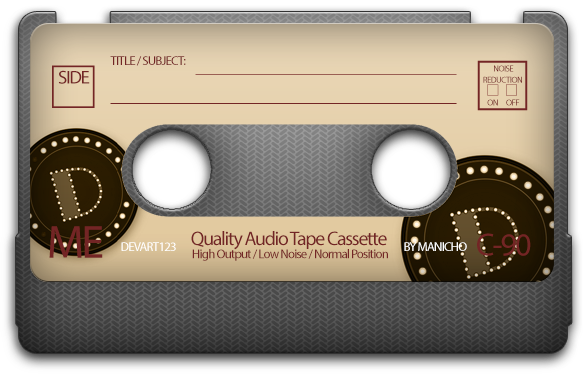 TITLE / SUBJECT:
SIDE
NOISE
REDUCTION
ON OFF
D
D
ME
DEVART123
Quality Audio Tape Cassette
High Output / Low Noise / Normal Position
BY MANICHO
C-90